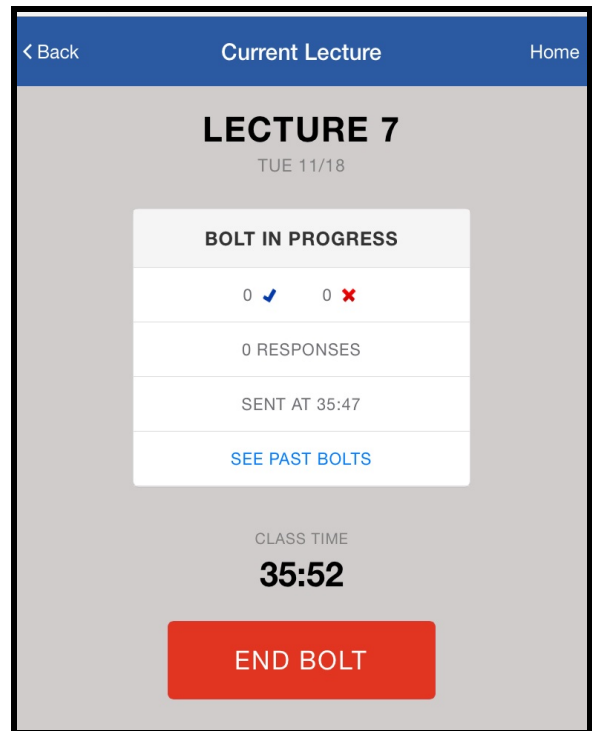 Back Current Lecture Home
LECTURE 7
TUE 11/18
BOLT IN PROGRESS
0 ✔ 0 ✖
0 RESPONSES
SENT AT 35:47
SEE PAST BOLTS
CLASS TIME
35:52
END BOLT